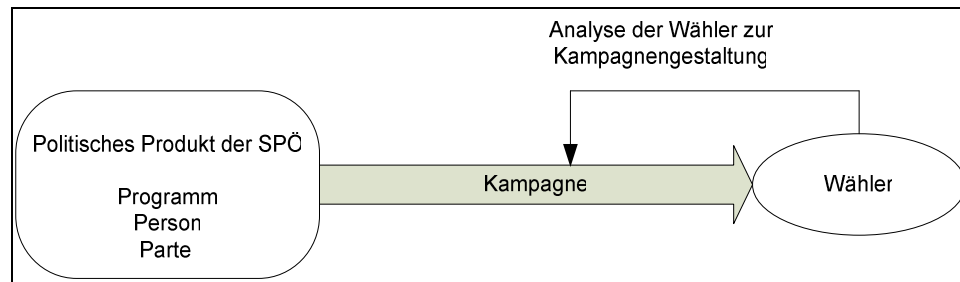 Analyse der Wähler zur
Kampagnengestaltung
Politisches Produkt der SPÖ
Programm
Person
Parte
Kampagne
Wähler